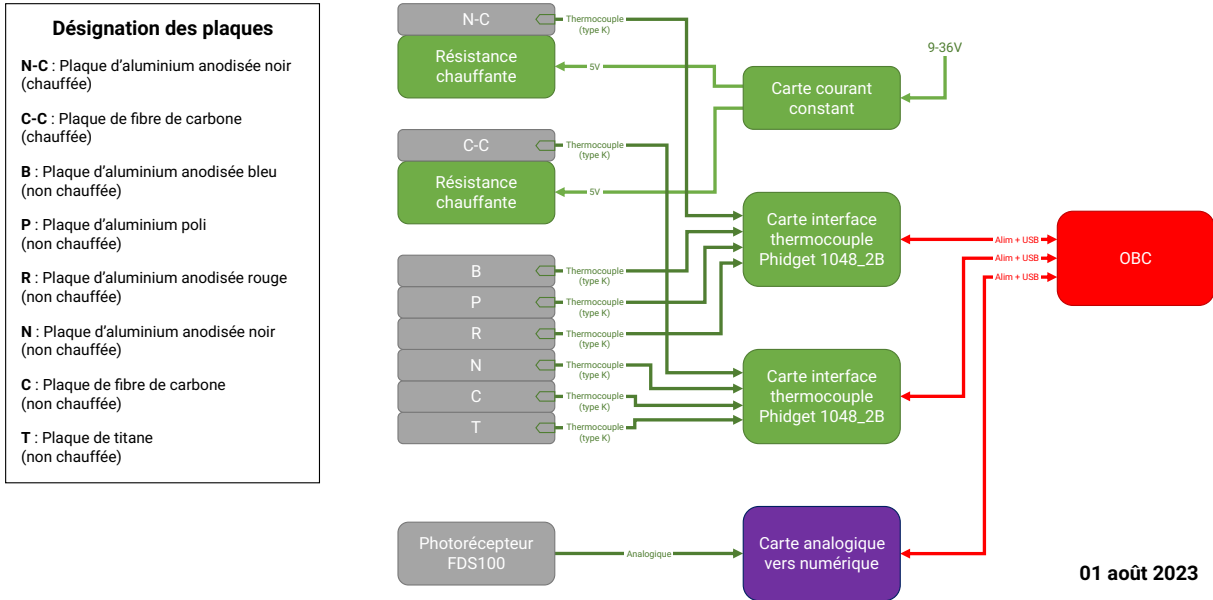 Désignation des plaques
N-C : Plaque d'aluminium anodisée noir
(chauffée)
C-C : Plaque de fibre de carbone
(chauffée)
B : Plaque d'aluminium anodisée bleu
(non chauffée)
P : Plaque d'aluminium poli
(non chauffée)
R : Plaque d'aluminium anodisée rouge
(non chauffée)
N : Plaque d'aluminium anodisée noir
(non chauffée)
C : Plaque de fibre de carbone
(non chauffée)
T : Plaque de titane
(non chauffée)
N-C
Thermocouple
(type K)
Résistance
chauffante
5V
9-36V
Carte courant
constant
C-C
Thermocouple
(type K)
Résistance
chauffante
5V
Carte interface
thermocouple
Phidget 1048_2B
Alim + USB
Alim + USB
Alim + USB
OBC
B
Thermocouple
(type K)
P
Thermocouple
(type K)
R
Thermocouple
(type K)
N
Thermocouple
(type K)
C
Thermocouple
(type K)
T
Thermocouple
(type K)
Carte interface
thermocouple
Phidget 1048_2B
Photorécepteur
FDS100
Analogique
Carte analogique
vers numérique
01 août 2023